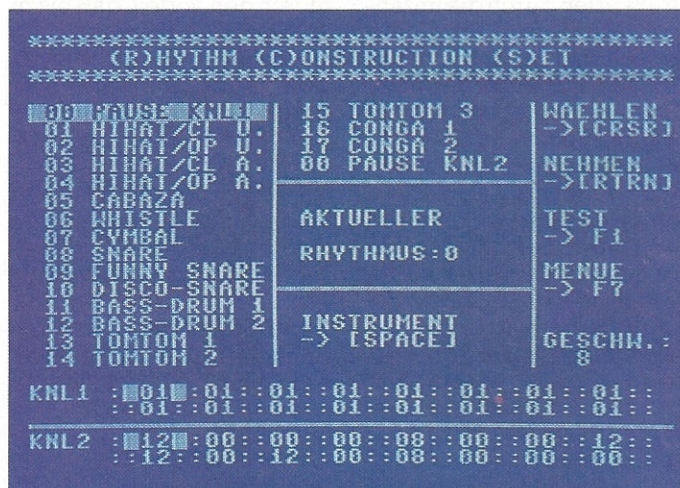 ****************************************
(R)HYTHM (C)ONSTRUCTION (S)ET
****************************************
00 PAUSE KNL1
01 HIHAT/CL U.
02 HIHAT/OP U.
03 HIHAT/CL A.
04 HIHAT/OP A.
05 CABAZA
06 WHISTLE
07 CYMBAL
08 SNARE
09 FUNNY SNARE
10 DISCO-SNARE
11 BASS-DRUM 1
12 BASS-DRUM 2
13 TOMTOM 1
14 TOMTOM 2
15 TOMTOM 3
16 CONGA 1
17 CONGA 2
00 PAUSE KNL2
AKTUELLER
RHYTHMUS:0
INSTRUMENT
-> [SPACE]
WAEHLEN
->[CRSR]
NEHMEN
->[RTRN]
TEST
-> F1
MENUE
-> F7
GESCHW.:
8
KNL1 :01:01::01::01::01::01::01::01::
::01::01::01::01::01::01::01::01::
KNL2 :12:00::00::00::08::00::00::12::
::12::00::12::00::08::00::00::00::